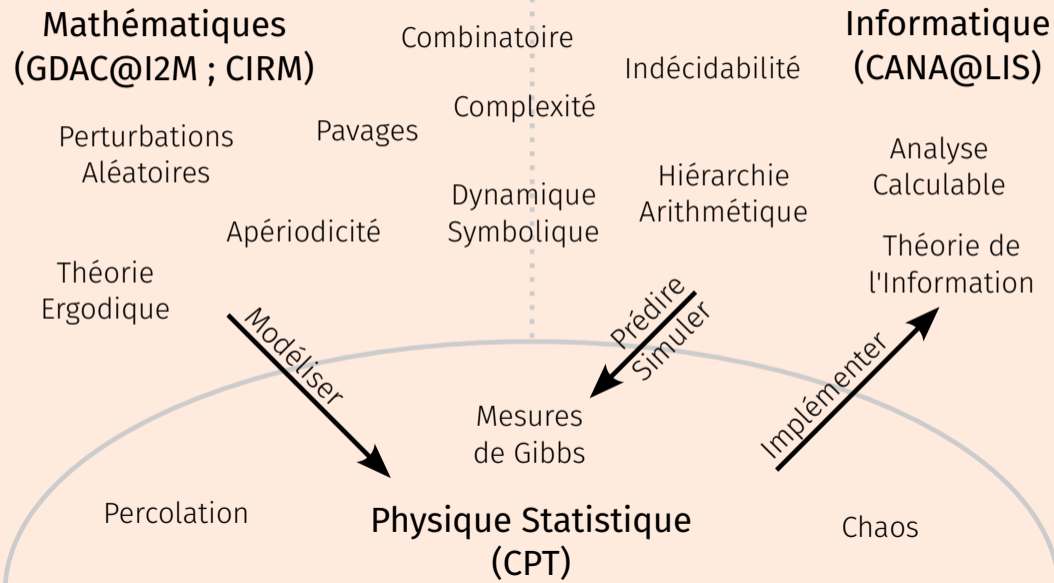 Mathématiques
(GDAC@I2M ; CIRM)
Combinatoire
Informatique
(CANA@LIS)
Indécidabilité
Complexité
Perturbations
Aléatoires
Pavages
Analyse
Calculable
Dynamique
Symbolique
Hiérarchie
Arithmétique
Apériodicité
Théorie de
l'Information
Théorie
Ergodique
Modéliser
Prédire
Simuler
Implémenter
Mesures
de Gibbs
Percolation
Physique Statistique
(CPT)
Chaos